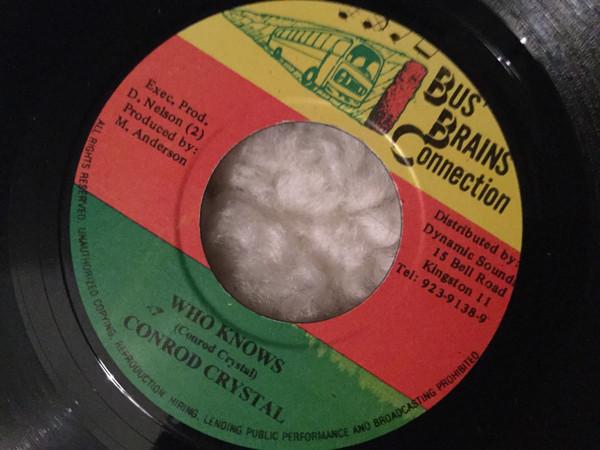 BUS
BRAINS
CONNECTION
Exec. Prod.
D. Nelson (2)
Produced by:
M. Anderson
Distributed by:
Dynamic Sound
15 Bell Road
Kingston 11
Tel: 923-9138-9
WHO KNOWS
(Conrod Crystal)
CONROD CRYSTAL
ALL RIGHTS RESERVED. UNAUTHORIZED COPYING, REPRODUCTION, HIRING, LENDING PUBLIC PERFORMANCE AND BROADCASTING PROHIBITED